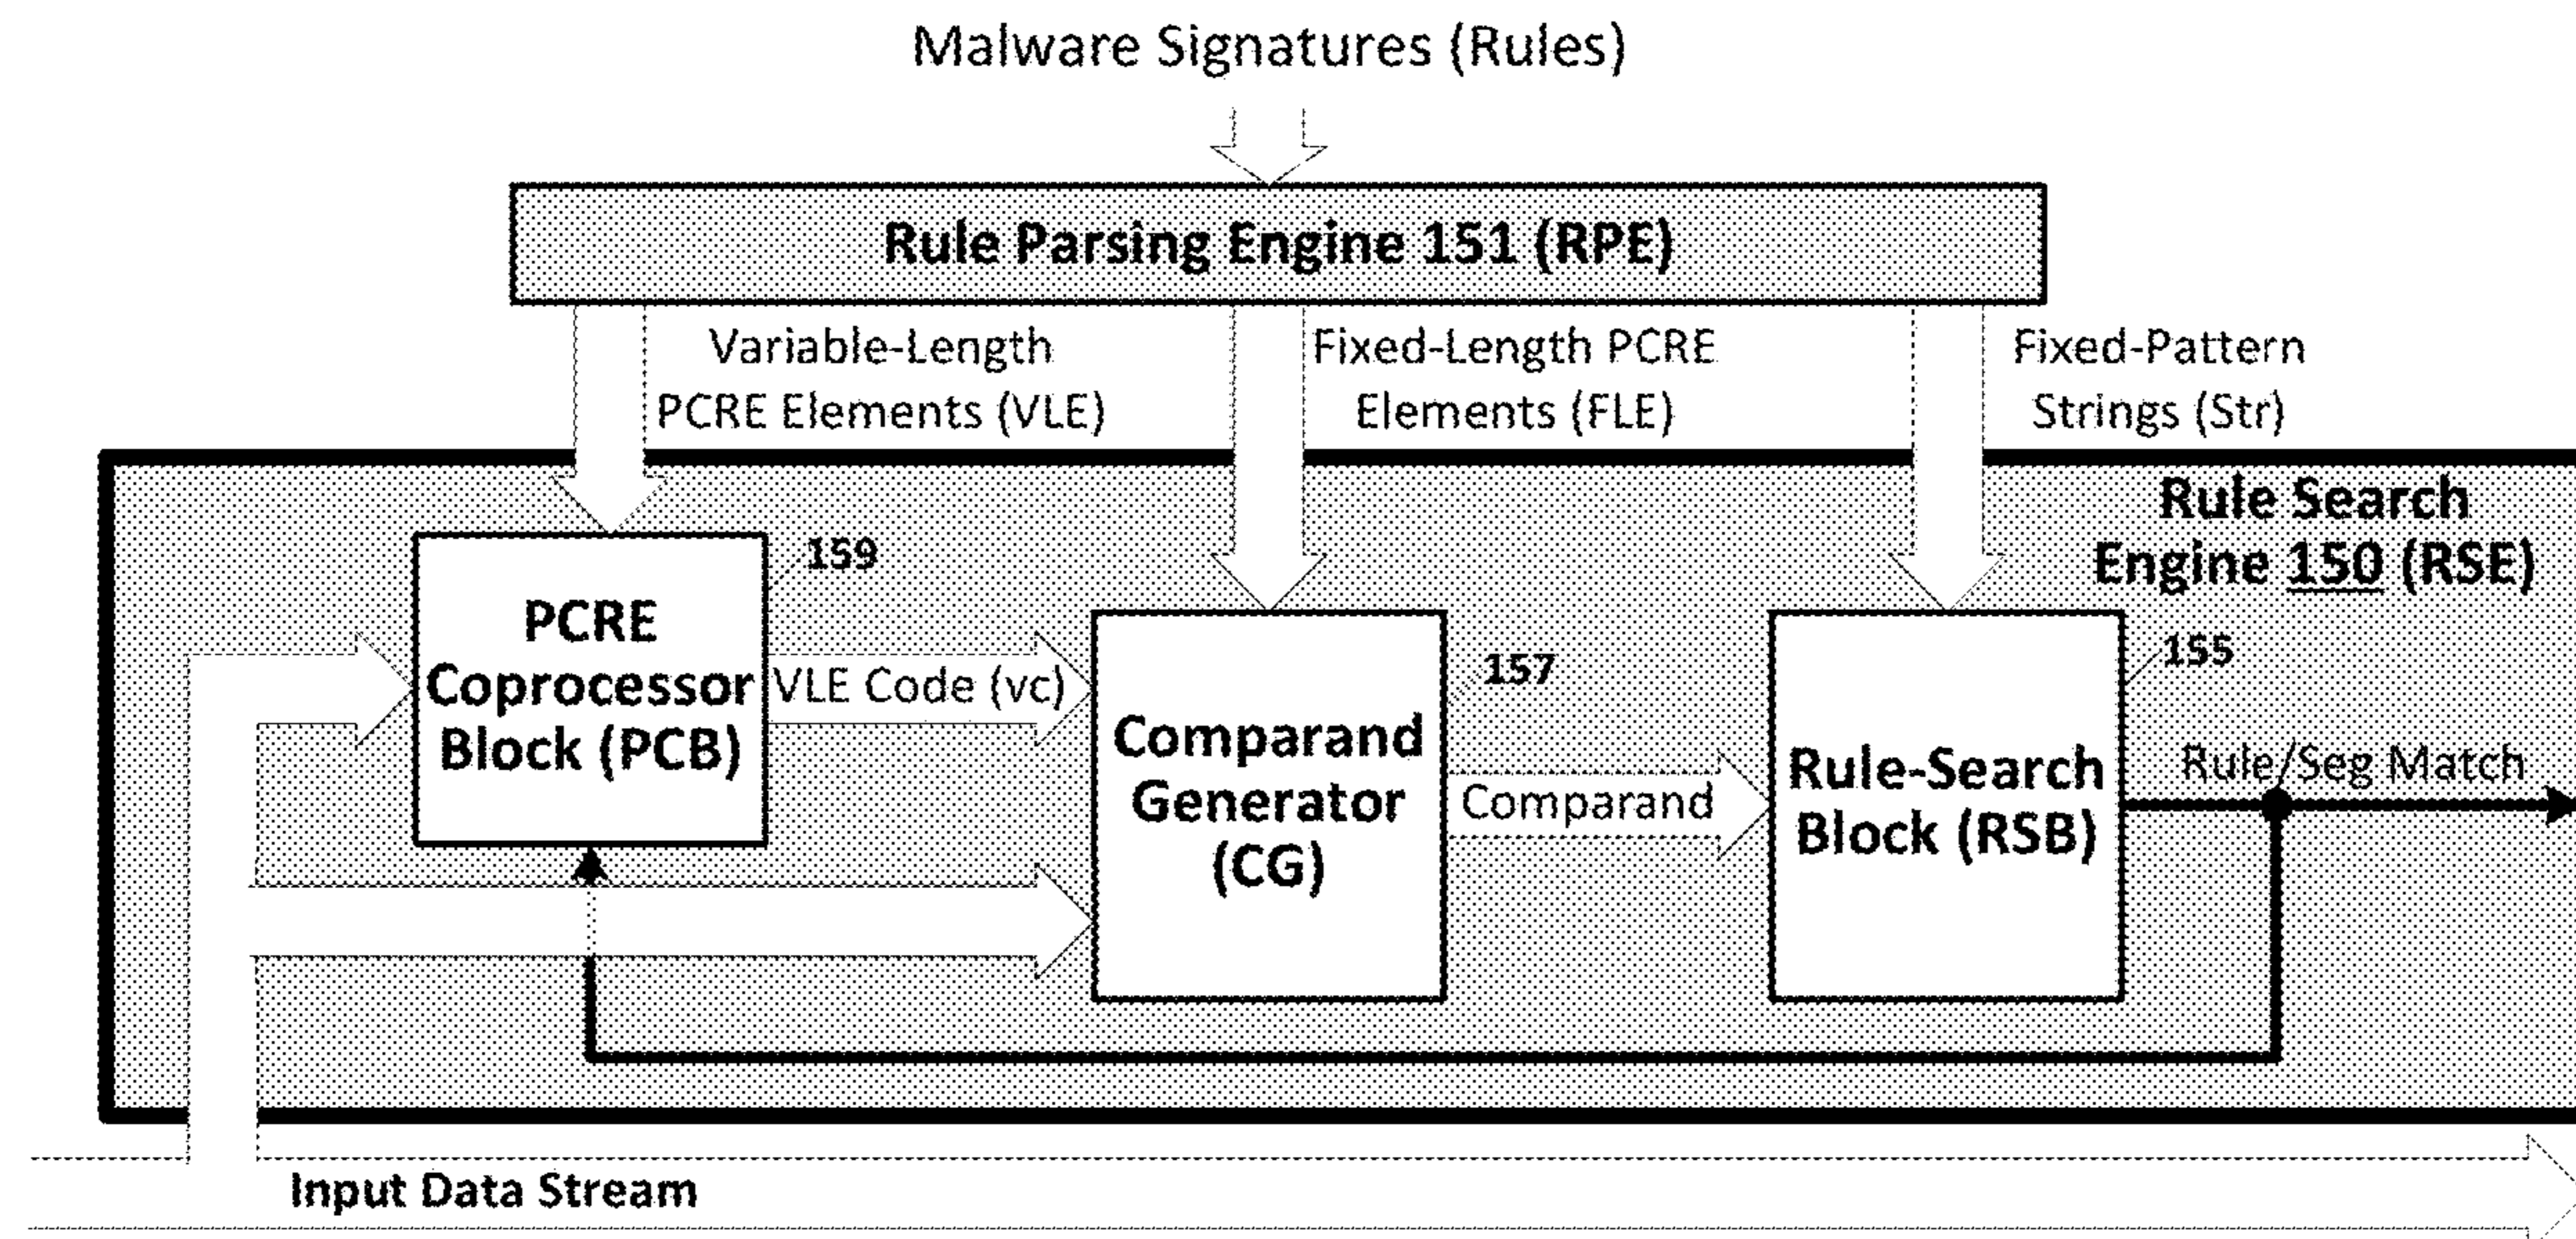 Malware Signatures (Rules)
Rule Parsing Engine 151 (RPE)
Variable-Length
PCRE Elements (VLE)
Fixed-Length PCRE
Elements (FLE)
Fixed-Pattern
Strings (Str)
Rule Search
Engine 150 (RSE)
159
PCRE
Coprocessor
Block (PCB)
VLE Code (vc)
157
Comparand
Generator
(CG)
Comparand
155
Rule-Search
Block (RSB)
Rule/Seg Match
Input Data Stream